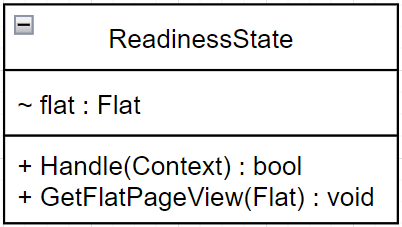 ReadinessState
~ flat : Flat
+ Handle(Context) : bool
+ GetFlatPageView(Flat) : void